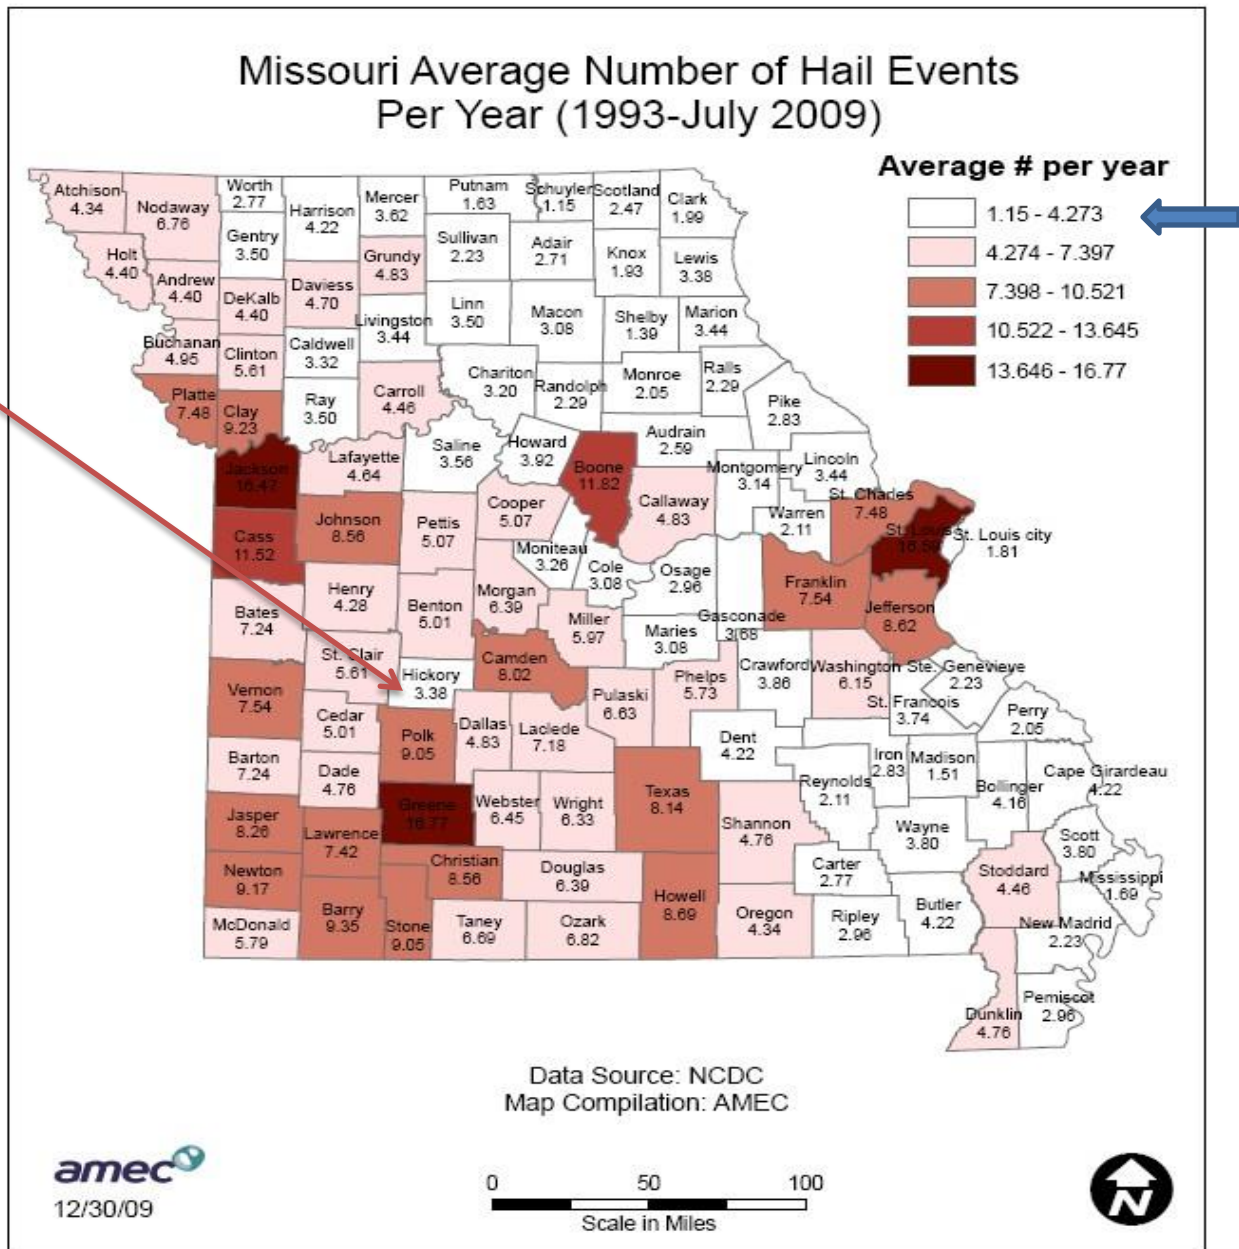 Missouri Average Number of Hail Events
Per Year (1993-July 2009)
Average # per year
1.15 - 4.273
4.274 - 7.397
7.398 - 10.521
10.522 - 13.645
13.646 - 16.77
Atchison
4.34
Nodaway
6.76
Worth
2.77
Harrison
4.22
Mercer
3.62
Putnam
1.63
Schuyler
1.15
Scotland
2.47
Clark
1.99
Gentry
3.50
Holt
4.40
Andrew
4.40
DeKalb
4.40
Daviess
4.70
Grundy
4.83
Sullivan
2.23
Adair
2.71
Knox
1.93
Lewis
3.38
Livingston
3.44
Linn
3.50
Macon
3.08
Shelby
1.39
Marion
3.44
Buchanan
4.95
Clinton
5.61
Caldwell
3.32
Platte
7.48
Clay
9.23
Ray
3.50
Carroll
4.46
Chariton
3.20
Randolph
2.29
Monroe
2.05
Ralls
2.29
Pike
2.83
Jackson
16.47
Lafayette
4.64
Saline
3.56
Howard
3.92
Boone
11.82
Audrain
2.59
Callaway
4.83
Montgomery
3.14
Lincoln
3.44
St. Charles
7.48
Warren
2.11
St. Louis
St. Louis city
1.81
Cass
11.52
Johnson
8.56
Pettis
5.07
Cooper
5.07
Moniteau
3.26
Cole
3.08
Osage
2.96
Gasconade
3.68
Franklin
7.54
Jefferson
8.62
Bates
7.24
Henry
4.28
Benton
5.01
Morgan
6.39
Miller
5.97
Maries
3.08
St. Clair
5.61
Hickory
3.38
Camden
8.02
Pulaski
6.63
Phelps
5.73
Crawford
3.86
Washington
6.15
Ste. Genevieve
2.23
St. Francois
3.74
Perry
2.05
Vernon
7.54
Cedar
5.01
Polk
9.05
Dallas
4.83
Laclede
7.18
Dent
4.22
Iron
2.83
Madison
1.51
Bollinger
4.16
Cape Girardeau
4.22
Barton
7.24
Dade
4.76
Greene
16.77
Webster
6.45
Wright
6.33
Texas
8.14
Shannon
4.76
Reynolds
2.11
Wayne
3.80
Scott
3.80
Jasper
8.26
Lawrence
7.42
Christian
8.56
Douglas
6.39
Howell
8.69
Carter
2.77
Stoddard
4.46
Mississippi
1.69
Newton
9.17
Barry
9.35
Stone
9.05
Taney
6.69
Ozark
6.82
Oregon
4.34
Ripley
2.96
Butler
4.22
New Madrid
2.23
McDonald
5.79
Dunklin
4.76
Pemiscot
2.96
Data Source: NCDC
Map Compilation: AMEC
amec
12/30/09
0 50 100
Scale in Miles
N